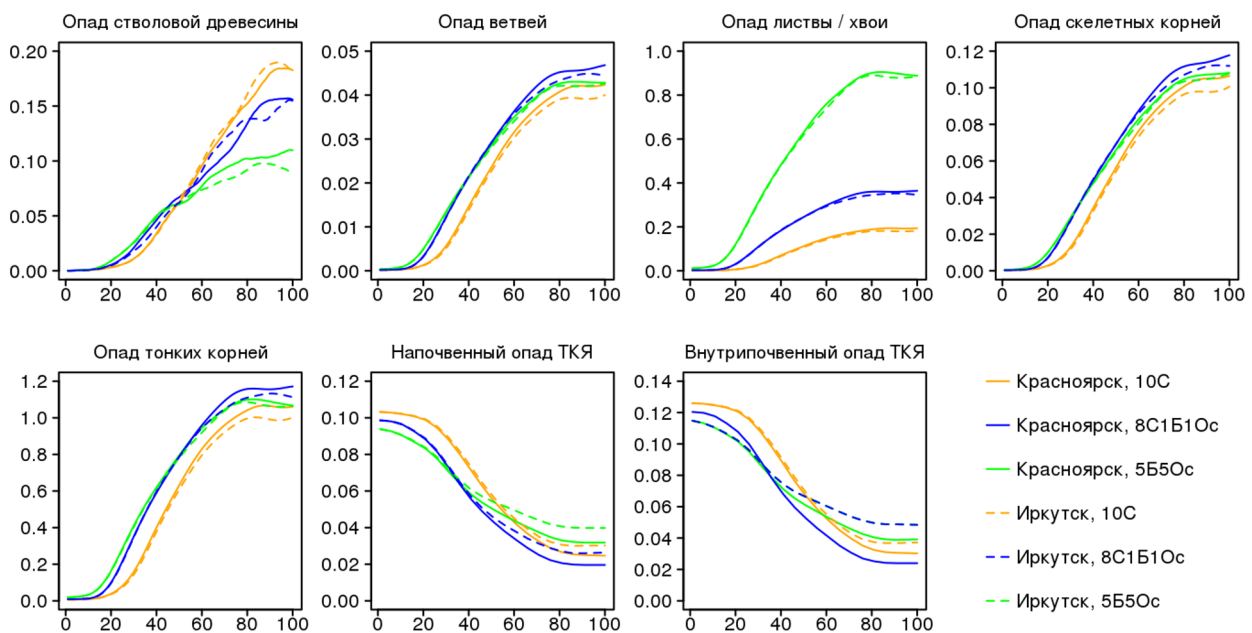 Опад стволовой древесины
0.20
0.15
0.10
0.05
0.00
0 20 40 60 80 100
Опад ветвей
0.05
0.04
0.03
0.02
0.01
0.00
0 20 40 60 80 100
Опад листвы / хвои
1.0
0.8
0.6
0.4
0.2
0.0
0 20 40 60 80 100
Опад скелетных корней
0.12
0.10
0.08
0.06
0.04
0.02
0.00
0 20 40 60 80 100
Опад тонких корней
1.2
1.0
0.8
0.6
0.4
0.2
0.0
0 20 40 60 80 100
Напочвенный опад ТКЯ
0.12
0.10
0.08
0.06
0.04
0.02
0.00
0 20 40 60 80 100
Внутрипочвенный опад ТКЯ
0.14
0.12
0.10
0.08
0.06
0.04
0.02
0.00
0 20 40 60 80 100
Красноярск, 10С
Красноярск, 8С1Б1Ос
Красноярск, 5Б5Ос
Иркутск, 10С
Иркутск, 8С1Б1Ос
Иркутск, 5Б5Ос